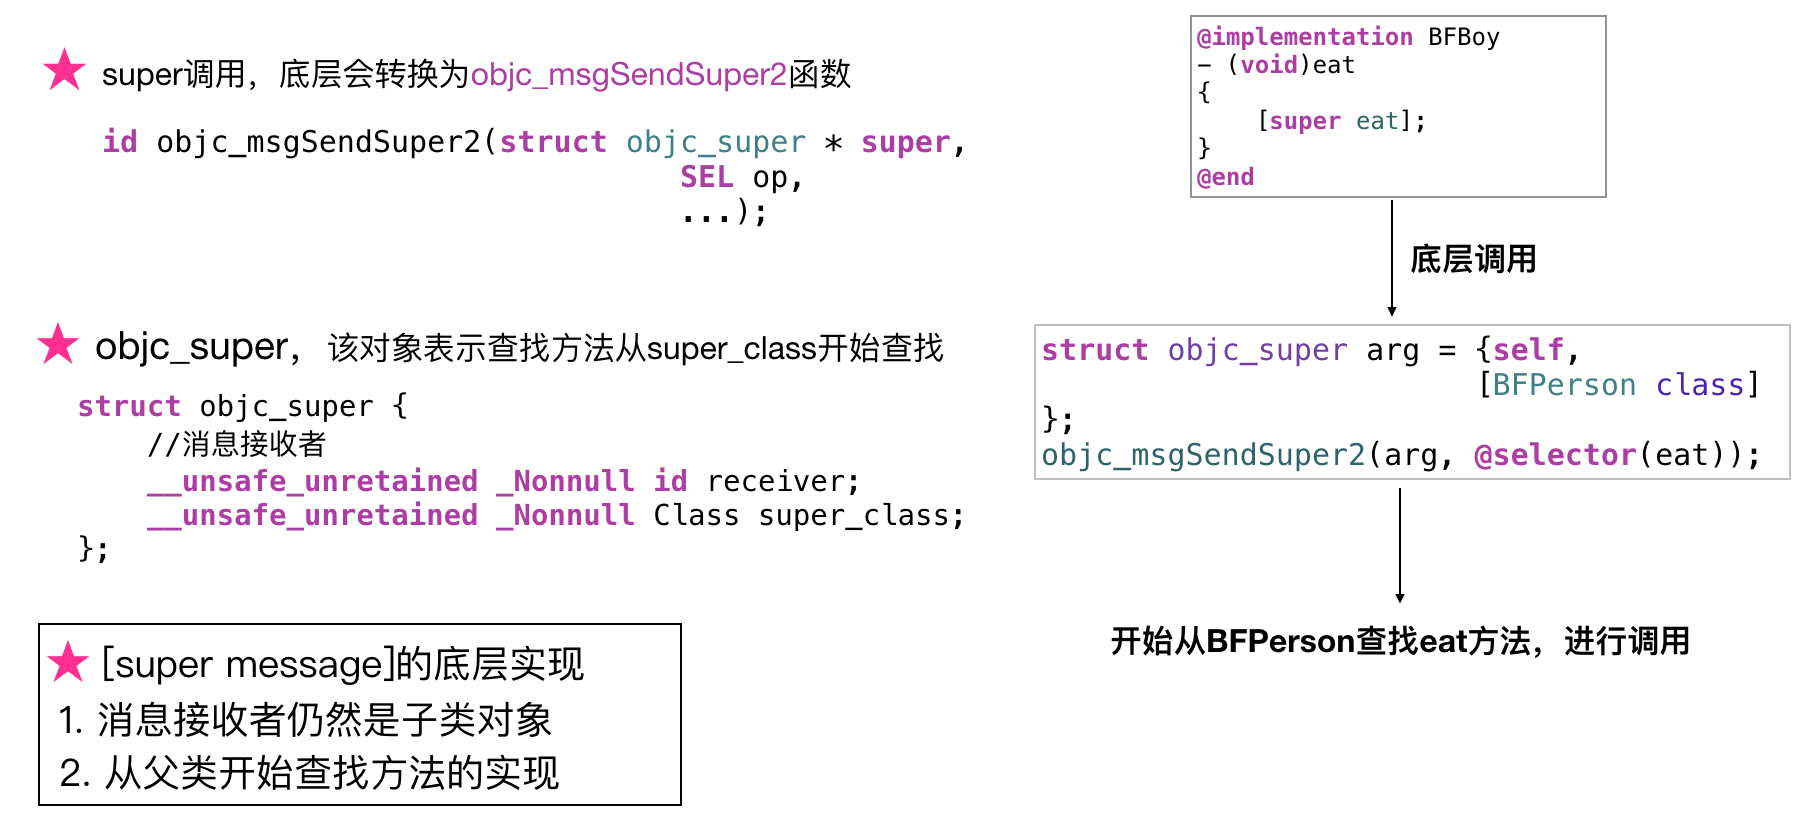 super调用，底层会转换为objc_msgSendSuper2函数
id objc_msgSendSuper2(struct objc_super * super,
SEL op,
...);
objc_super，该对象表示查找方法从super_class开始查找
struct objc_super {
//消息接收者
__unsafe_unretained _Nonnull id receiver;
__unsafe_unretained _Nonnull Class super_class;
};
[super message]的底层实现
1. 消息接收者仍然是子类对象
2. 从父类开始查找方法的实现
@implementation BFBoy
- (void)eat
{
[super eat];
}
@end
底层调用
struct objc_super arg = {self,
[BFPerson class]
};
objc_msgSendSuper2(arg, @selector(eat));
开始从BFPerson查找eat方法，进行调用